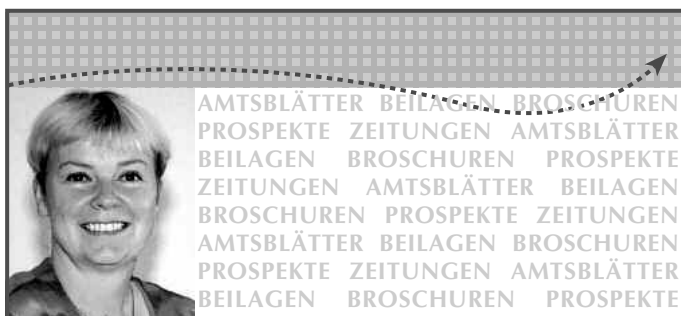 AMTSBLÄTTER BEILAGEN BROSCHUREN
PROSPEKTE ZEITUNGEN AMTSBLÄTTER
BEILAGEN BROSCHUREN PROSPEKTE
ZEITUNGEN AMTSBLÄTTER BEILAGEN
BROSCHUREN PROSPEKTE ZEITUNGEN
AMTSBLÄTTER BEILAGEN BROSCHUREN
PROSPEKTE ZEITUNGEN AMTSBLÄTTER
BEILAGEN BROSCHUREN PROSPEKTE